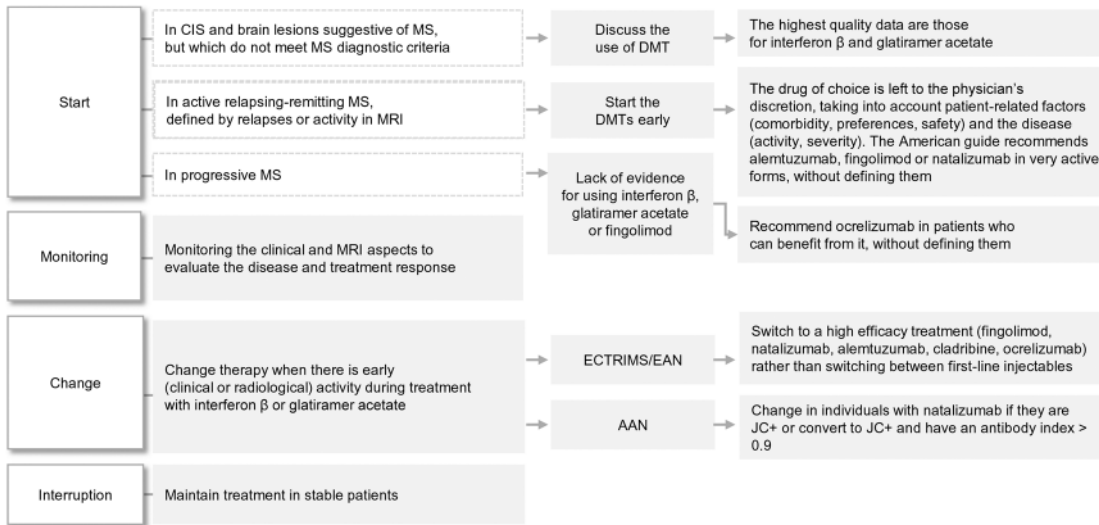 Start
In CIS and brain lesions suggestive of MS,
but which do not meet MS diagnostic criteria
Discuss the
use of DMT
The highest quality data are those
for interferon β and glatiramer acetate
In active relapsing-remitting MS,
defined by relapses or activity in MRI
Start the
DMTs early
The drug of choice is left to the physician's
discretion, taking into account patient-related factors
(comorbidity, preferences, safety) and the disease
(activity, severity). The American guide recommends
alemtuzumab, fingolimod or natalizumab in very active
forms, without defining them
In progressive MS
Lack of evidence
for using interferon β,
glatiramer acetate
or fingolimod
Recommend ocrelizumab in patients who
can benefit from it, without defining them
Monitoring
Monitoring the clinical and MRI aspects to
evaluate the disease and treatment response
Change
Change therapy when there is early
(clinical or radiological) activity during treatment
with interferon β or glatiramer acetate
ECTRIMS/EAN
Switch to a high efficacy treatment (fingolimod,
natalizumab, alemtuzumab, cladribine, ocrelizumab)
rather than switching between first-line injectables
AAN
Change in individuals with natalizumab if they are
JC+ or convert to JC+ and have an antibody index >
0.9
Interruption
Maintain treatment in stable patients